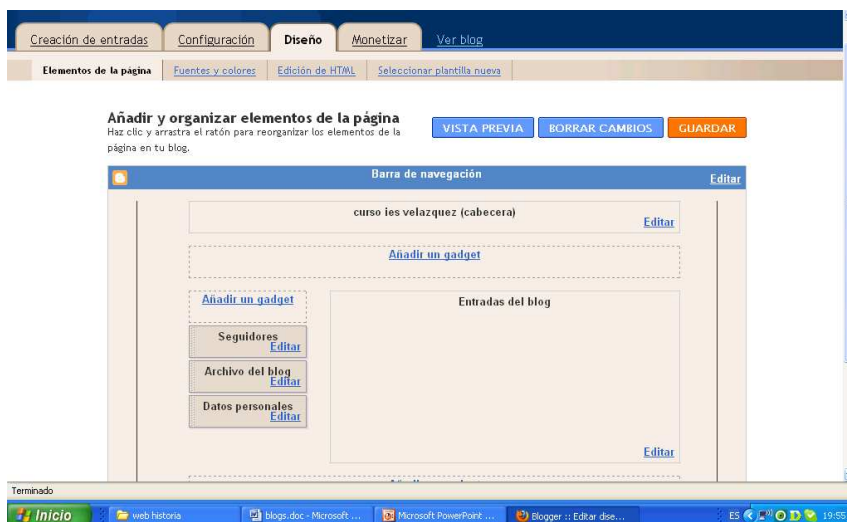 Creación de entradas Configuración Diseño Monetizar Ver blog
Elementos de la página Fuentes y colores Edición de HTML Seleccionar plantilla nueva
Añadir y organizar elementos de la página
Haz clic y arrastra el ratón para reorganizar los elementos de la
página en tu blog.
VISTA PREVIA BORRAR CAMBIOS GUARDAR
Barra de navegación Editar
curso ies velazquez (cabecera)
Editar
Añadir un gadget
Añadir un gadget
Seguidores
Editar
Archivo del blog
Editar
Datos personales
Editar
Entradas del blog
Editar
Terminado
Inicio web historia blogs.doc - Microsoft ... Microsoft PowerPoint ... Blogger :: Editar dise... ES 19:55